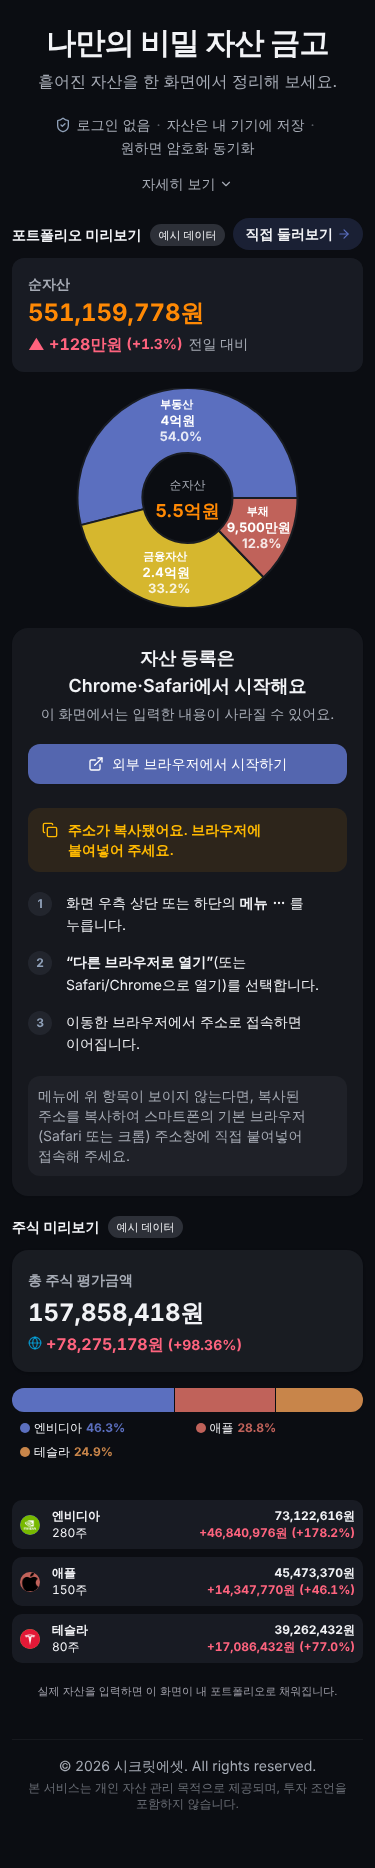 나만의 비밀 자산 금고
흩어진 자산을 한 화면에서 정리해 보세요.
로그인 없음 · 자산은 내 기기에 저장 ·
원하면 암호화 동기화
자세히 보기
포트폴리오 미리보기 예시 데이터 직접 둘러보기 →
순자산
551,159,778원
▲ +128만원 (+1.3%) 전일 대비
부동산
4억원
54.0%
순자산
5.5억원
부채
9,500만원
12.8%
금융자산
2.4억원
33.2%
자산 등록은
Chrome·Safari에서 시작해요
이 화면에서는 입력한 내용이 사라질 수 있어요.
외부 브라우저에서 시작하기
주소가 복사됐어요. 브라우저에
붙여넣어 주세요.
1 화면 우측 상단 또는 하단의 메뉴 ⋯ 를
누릅니다.
2 “다른 브라우저로 열기”(또는
Safari/Chrome으로 열기)를 선택합니다.
3 이동한 브라우저에서 주소로 접속하면
이어집니다.
메뉴에 위 항목이 보이지 않는다면, 복사된
주소를 복사하여 스마트폰의 기본 브라우저
(Safari 또는 크롬) 주소창에 직접 붙여넣어
접속해 주세요.
주식 미리보기 예시 데이터
총 주식 평가금액
157,858,418원
+78,275,178원 (+98.36%)
엔비디아 46.3% 애플 28.8%
테슬라 24.9%
엔비디아 73,122,616원
280주 +46,840,976원 (+178.2%)
애플 45,473,370원
150주 +14,347,770원 (+46.1%)
테슬라 39,262,432원
80주 +17,086,432원 (+77.0%)
실제 자산을 입력하면 이 화면이 내 포트폴리오로 채워집니다.
© 2026 시크릿에셋. All rights reserved.
본 서비스는 개인 자산 관리 목적으로 제공되며, 투자 조언을
포함하지 않습니다.